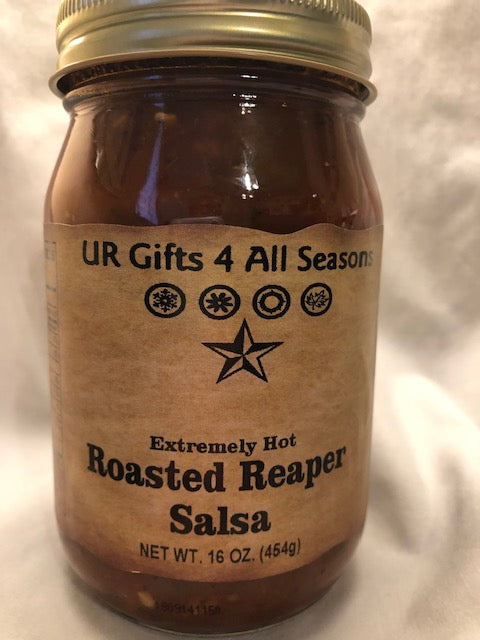 UR Gifts 4 All Seasons
Extremely Hot
Roasted Reaper
Salsa
NET WT. 16 OZ. (454g)